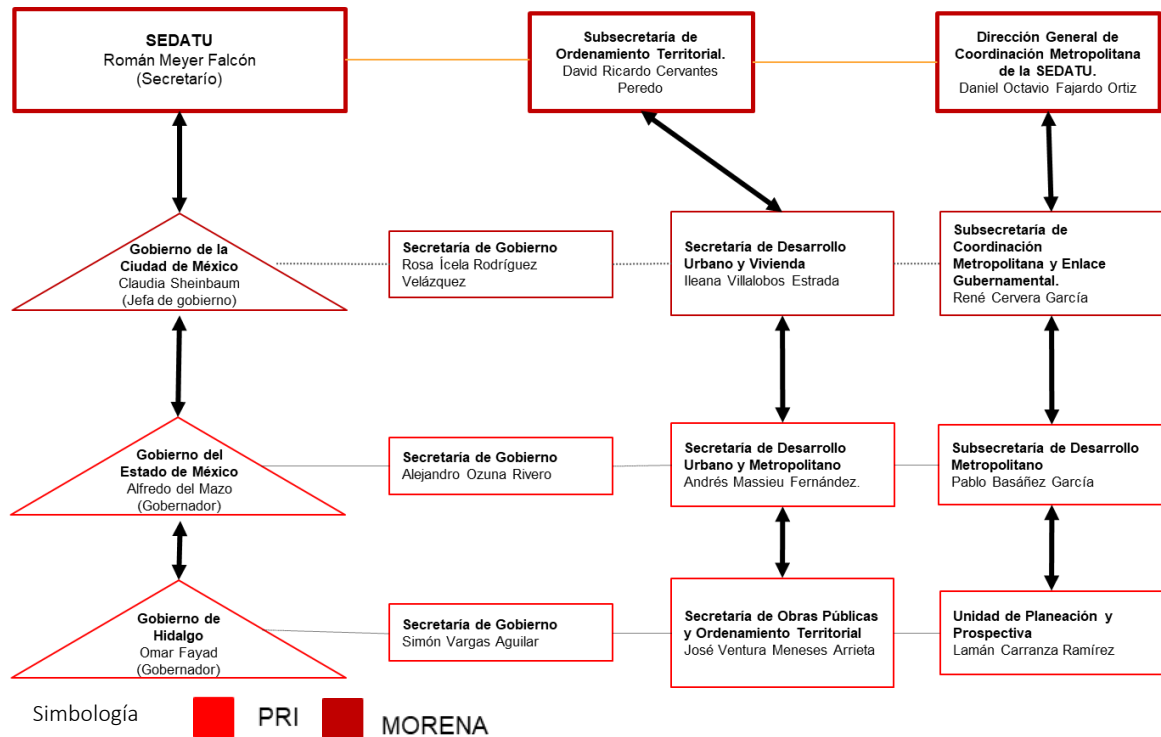 SEDATU
Román Meyer Falcón
(Secretarío)
Subsecretaría de
Ordenamiento Territorial.
David Ricardo Cervantes
Peredo
Dirección General de
Coordinación Metropolitana
de la SEDATU.
Daniel Octavio Fajardo Ortiz
Gobierno de la
Ciudad de México
Claudia Sheinbaum
(Jefa de gobierno)
Secretaría de Gobierno
Rosa Ícela Rodríguez
Velázquez
Secretaría de Desarrollo
Urbano y Vivienda
Ileana Villalobos Estrada
Subsecretaría de
Coordinación
Metropolitana y Enlace
Gubernamental.
René Cervera García
Gobierno del
Estado de México
Alfredo del Mazo
(Gobernador)
Secretaría de Gobierno
Alejandro Ozuna Rivero
Secretaría de Desarrollo
Urbano y Metropolitano
Andrés Massieu Fernández.
Subsecretaría de Desarrollo
Metropolitano
Pablo Basáñez García
Gobierno de
Hidalgo
Omar Fayad
(Gobernador)
Secretaría de Gobierno
Simón Vargas Aguilar
Secretaría de Obras Públicas
y Ordenamiento Territorial
José Ventura Meneses Arrieta
Unidad de Planeación y
Prospectiva
Lamán Carranza Ramírez
Simbología
PRI
MORENA